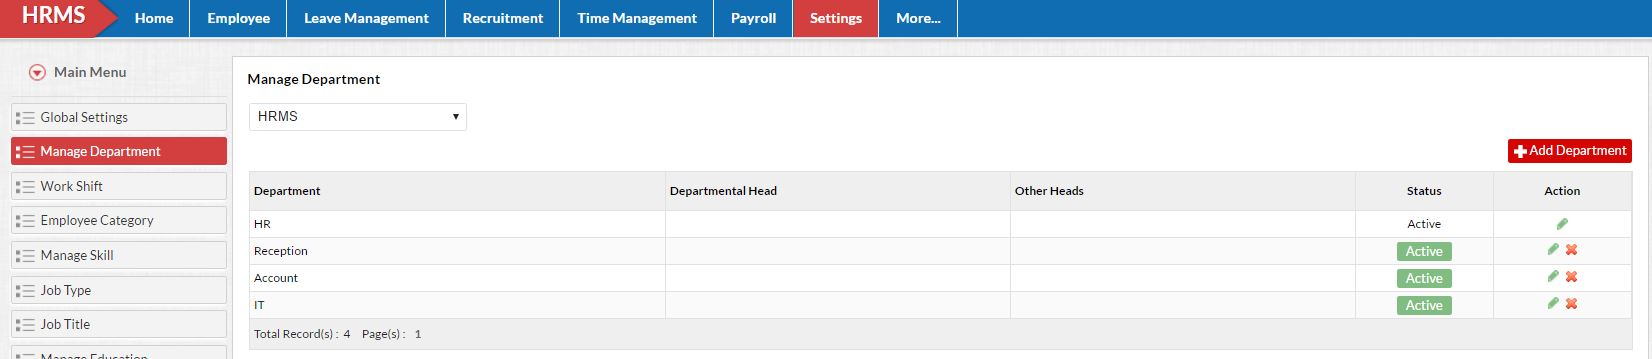 HRMS Home Employee Leave Management Recruitment Time Management Payroll Settings More...
Main Menu
Global Settings
Manage Department
Work Shift
Employee Category
Manage Skill
Job Type
Job Title
Manage Education
Manage Department
HRMS
Add Department
Department Departmental Head Other Heads Status Action
HR Active
Reception Active
Account Active
IT Active
Total Record(s) : 4 Page(s) : 1